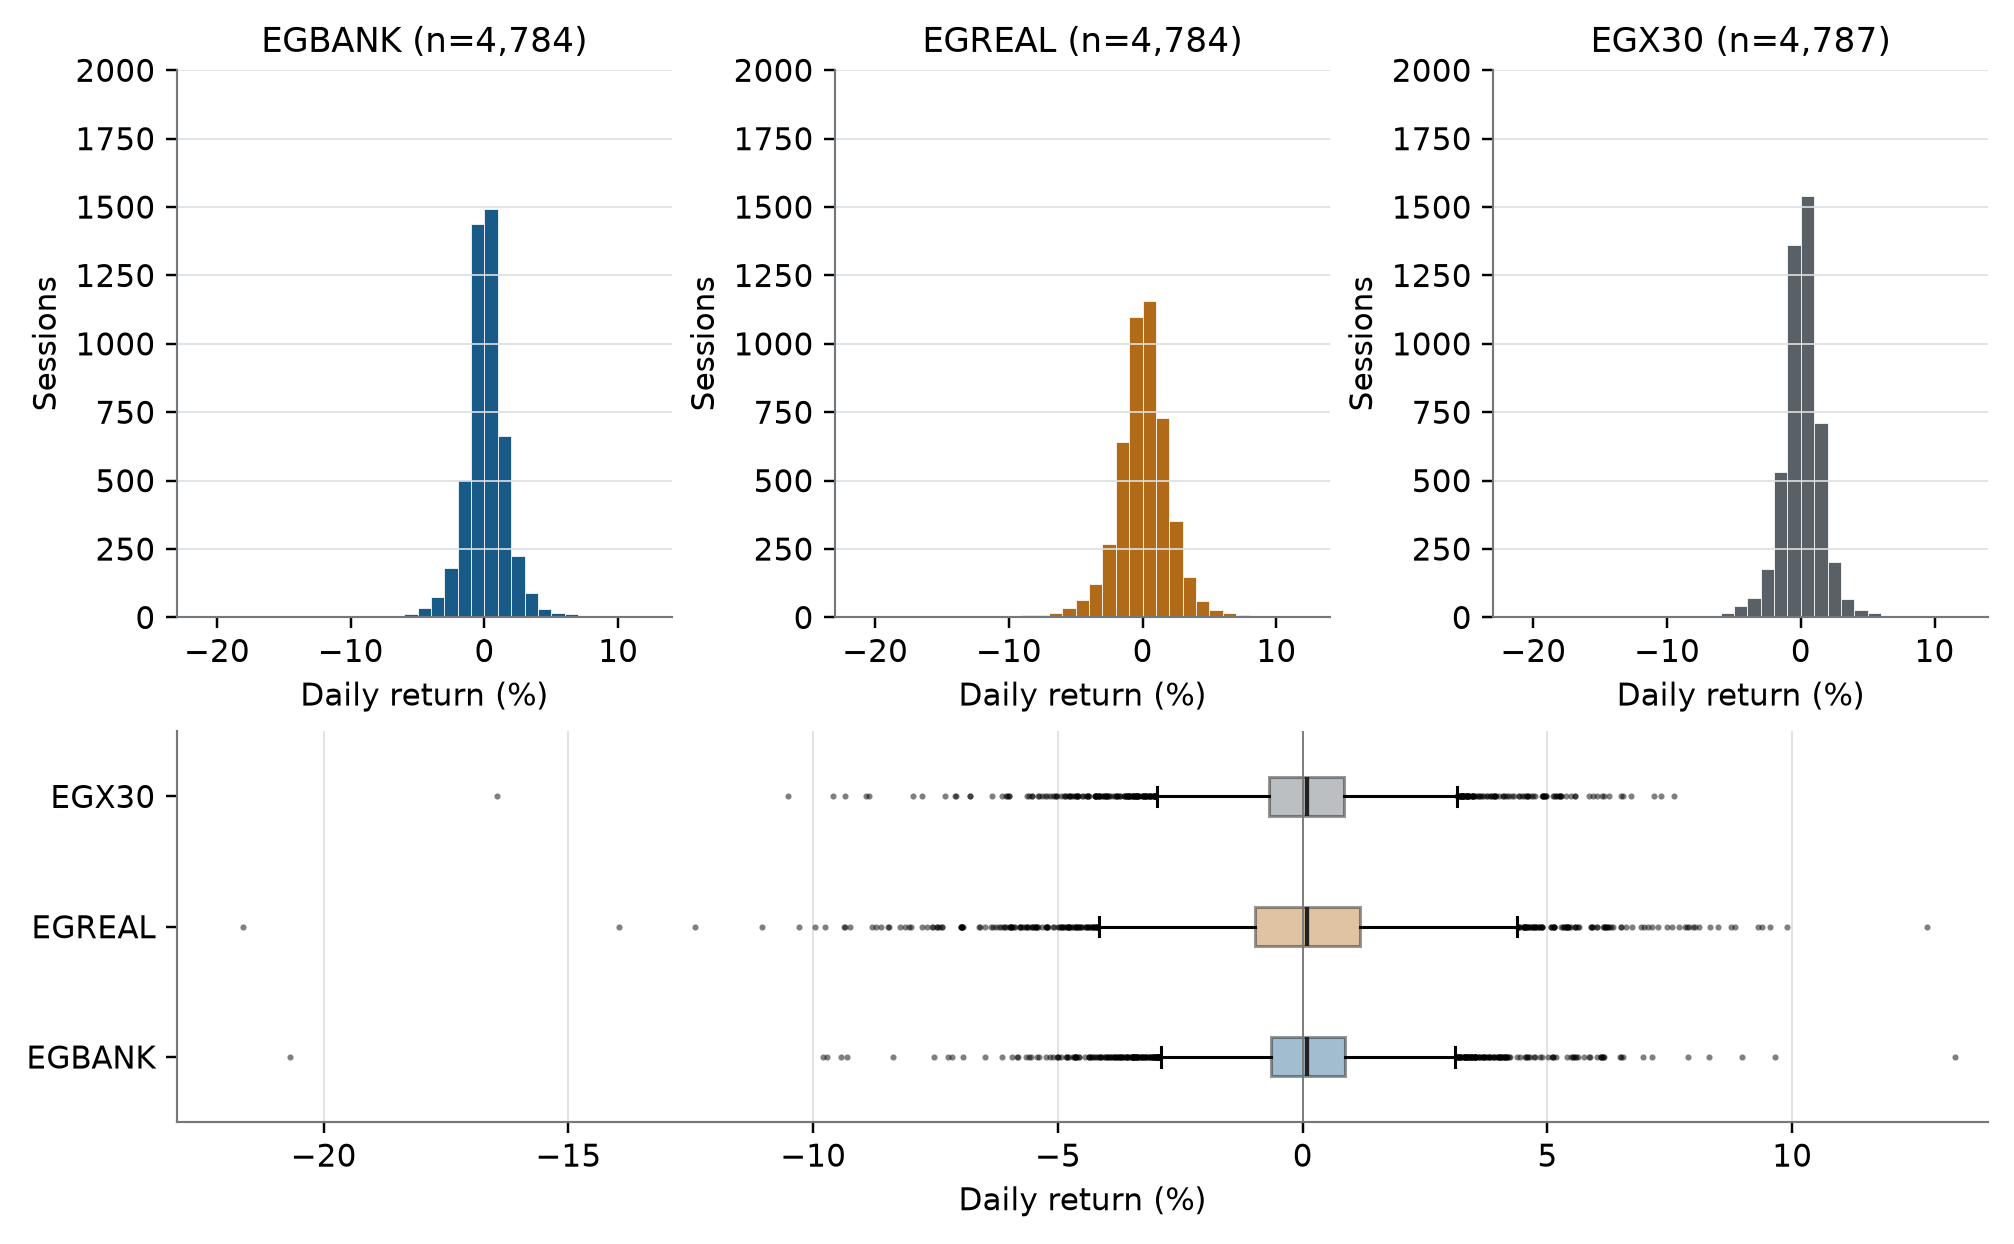 EGBANK (n=4,784)
2000
1750
1500
1250
1000
750
500
250
0
Sessions
−20 −10 0 10
Daily return (%)
EGREAL (n=4,784)
2000
1750
1500
1250
1000
750
500
250
0
Sessions
−20 −10 0 10
Daily return (%)
EGX30 (n=4,787)
2000
1750
1500
1250
1000
750
500
250
0
Sessions
−20 −10 0 10
Daily return (%)
EGX30
EGREAL
EGBANK
−20 −15 −10 −5 0 5 10
Daily return (%)